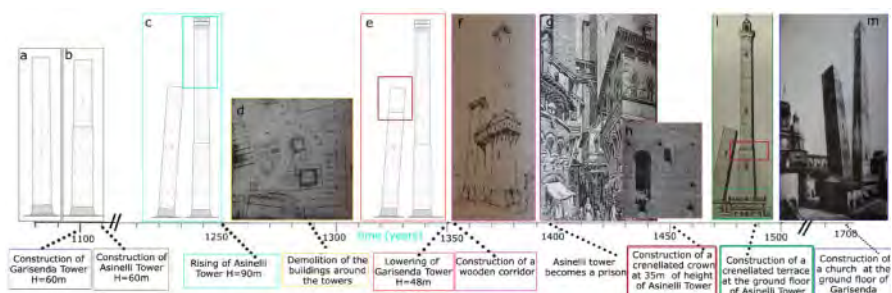 a
b
c
d
e
f
g
h
i
m
1100
1250
1300
time (years)
1350
1400
1450
1500
1700
Construction of
Garisenda Tower
H=60m
Construction of
Asinelli Tower
H=60m
Rising of Asinelli
Tower H=90m
Demolition of the
buildings around
the towers
Lowering of
Garisenda Tower
H=48m
Construction of a
wooden corridor
Asinelli tower
becomes a prison
Construction of a
crenellated crown
at 35m of height
of Asinelli Tower
Construction of a
crenellated terrace
at the ground floor
of Asinelli Tower
Construction of
a church at the
ground floor of
Garisenda